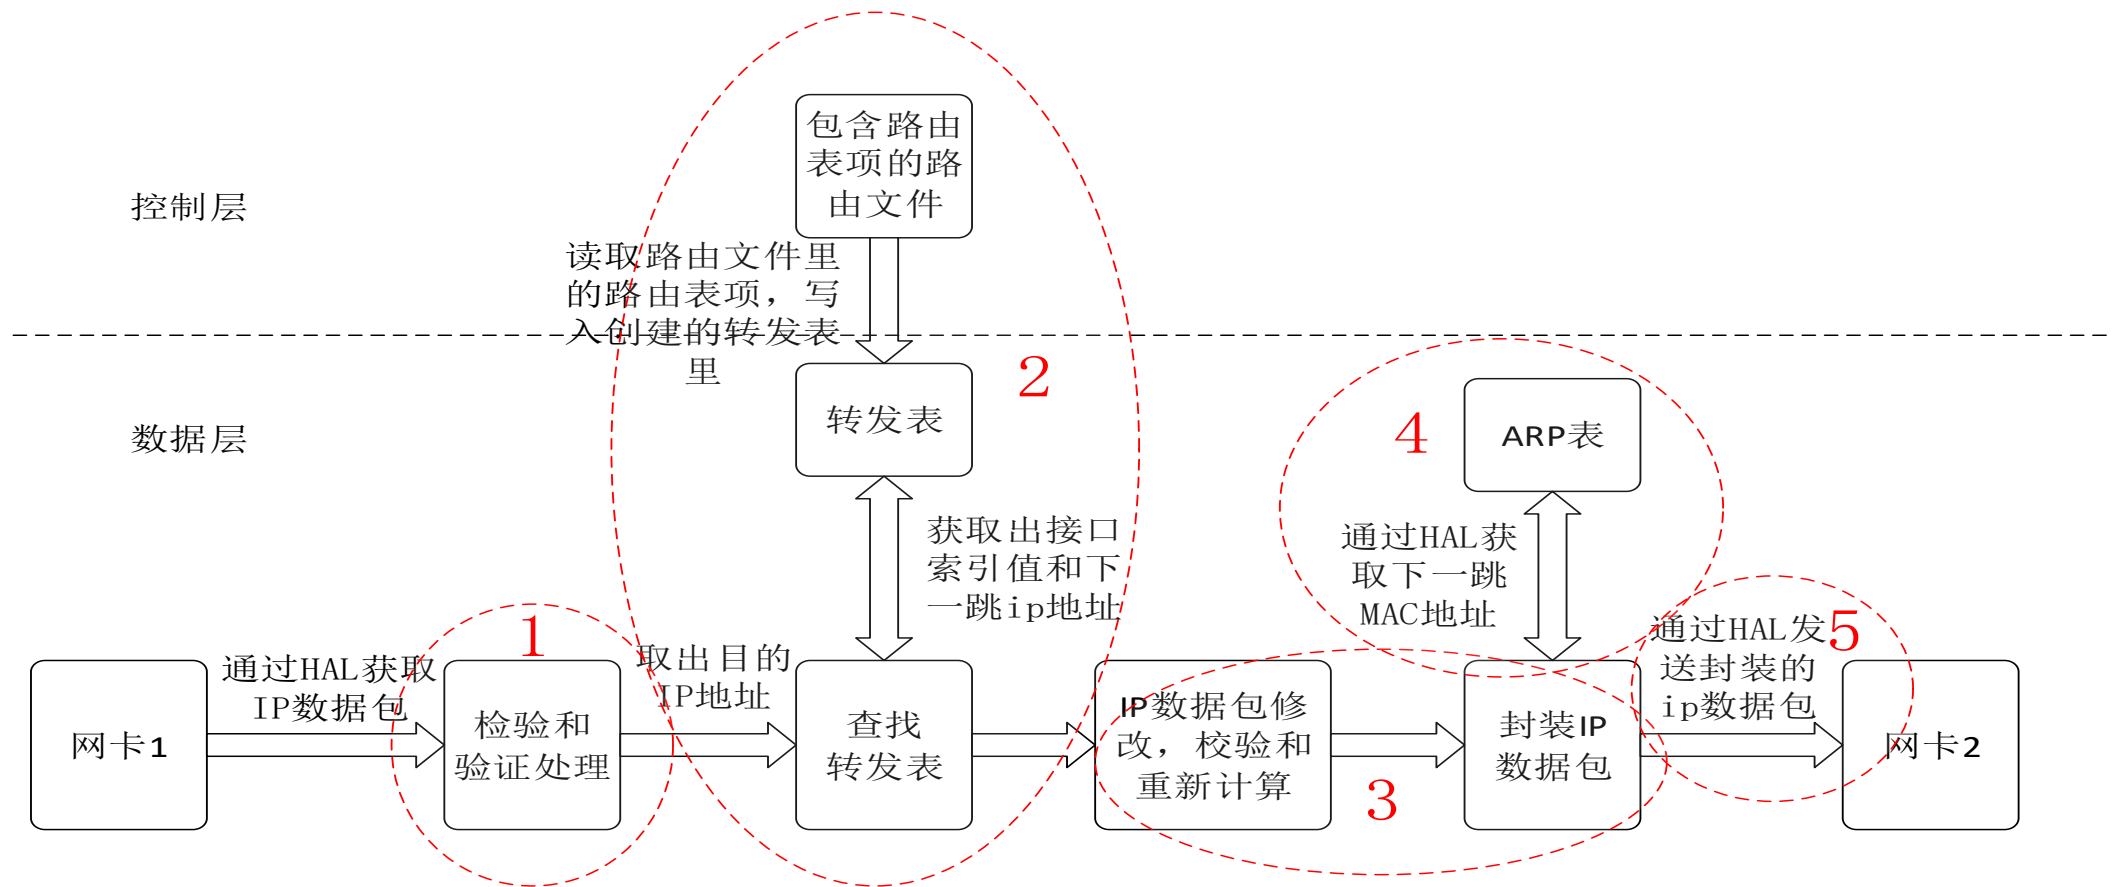 包含路由
表项的路
由文件
控制层
读取路由文件里
的路由表项，写
入创建的转发表
里
2
转发表
数据层
4
ARP表
获取出接口
索引值和下
一跳ip地址
通过HAL获
取下一跳
MAC地址
1
通过HAL获取
IP数据包
取出目的
IP地址
通过HAL发
送封装的
ip数据包
5
网卡1
检验和
验证处理
查找
转发表
IP数据包修
改，校验和
重新计算
3
封装IP
数据包
网卡2